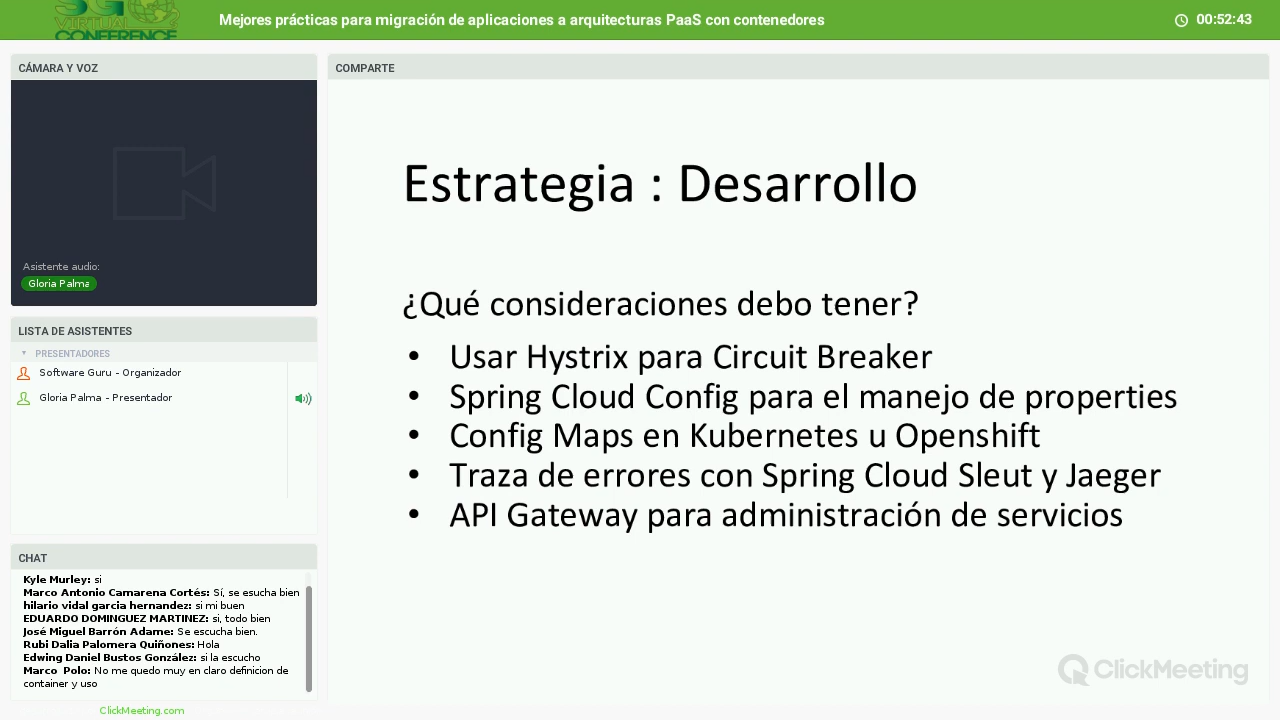 SG
VIRTUAL
CONFERENCE
Mejores prácticas para migración de aplicaciones a arquitecturas PaaS con contenedores
00:52:43
CÁMARA Y VOZ
Asistente audio:
Gloria Palma
LISTA DE ASISTENTES
PRESENTADORES
Software Guru - Organizador
Gloria Palma - Presentador
CHAT
Kyle Murley: si
Marco Antonio Camarena Cortés: Sí, se escucha bien
hilario vidal garcia hernandez: si mi buen
EDUARDO DOMINGUEZ MARTINEZ: si, todo bien
José Miguel Barrón Adame: Se escucha bien.
Rubi Dalia Palomera Quiñones: Hola
Edwing Daniel Bustos González: si la escucho
Marco Polo: No me quedo muy en claro definicion de
container y uso
ClickMeeting.com
COMPARTE
Estrategia : Desarrollo
¿Qué consideraciones debo tener?
• Usar Hystrix para Circuit Breaker
• Spring Cloud Config para el manejo de properties
• Config Maps en Kubernetes u Openshift
• Traza de errores con Spring Cloud Sleut y Jaeger
• API Gateway para administración de servicios
ClickMeeting